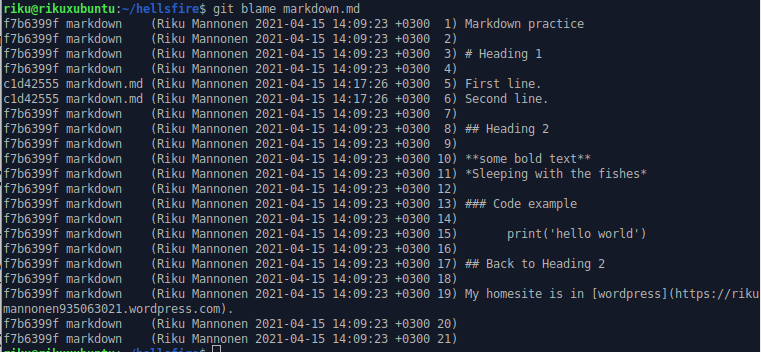 riku@rikuxubuntu:~/hellsfire$ git blame markdown.md
f7b6399f markdown    (Riku Mannonen 2021-04-15 14:09:23 +0300  1) Markdown practice
f7b6399f markdown    (Riku Mannonen 2021-04-15 14:09:23 +0300  2)
f7b6399f markdown    (Riku Mannonen 2021-04-15 14:09:23 +0300  3) # Heading 1
f7b6399f markdown    (Riku Mannonen 2021-04-15 14:09:23 +0300  4)
c1d42555 markdown.md (Riku Mannonen 2021-04-15 14:17:26 +0300  5) First line.
c1d42555 markdown.md (Riku Mannonen 2021-04-15 14:17:26 +0300  6) Second line.
f7b6399f markdown    (Riku Mannonen 2021-04-15 14:09:23 +0300  7)
f7b6399f markdown    (Riku Mannonen 2021-04-15 14:09:23 +0300  8) ## Heading 2
f7b6399f markdown    (Riku Mannonen 2021-04-15 14:09:23 +0300  9)
f7b6399f markdown    (Riku Mannonen 2021-04-15 14:09:23 +0300 10) **some bold text**
f7b6399f markdown    (Riku Mannonen 2021-04-15 14:09:23 +0300 11) *Sleeping with the fishes*
f7b6399f markdown    (Riku Mannonen 2021-04-15 14:09:23 +0300 12)
f7b6399f markdown    (Riku Mannonen 2021-04-15 14:09:23 +0300 13) ### Code example
f7b6399f markdown    (Riku Mannonen 2021-04-15 14:09:23 +0300 14)
f7b6399f markdown    (Riku Mannonen 2021-04-15 14:09:23 +0300 15)       print('hello world')
f7b6399f markdown    (Riku Mannonen 2021-04-15 14:09:23 +0300 16)
f7b6399f markdown    (Riku Mannonen 2021-04-15 14:09:23 +0300 17) ## Back to Heading 2
f7b6399f markdown    (Riku Mannonen 2021-04-15 14:09:23 +0300 18)
f7b6399f markdown    (Riku Mannonen 2021-04-15 14:09:23 +0300 19) My homesite is in [wordpress](https://riku
mannonen935063021.wordpress.com).
f7b6399f markdown    (Riku Mannonen 2021-04-15 14:09:23 +0300 20)
f7b6399f markdown    (Riku Mannonen 2021-04-15 14:09:23 +0300 21)
riku@rikuxubuntu:~/hellsfire$